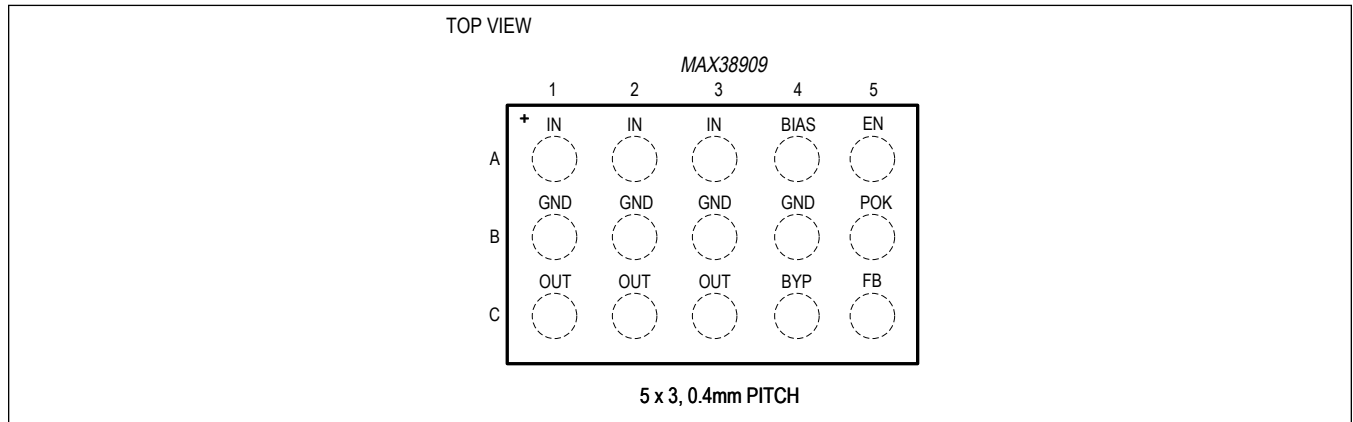 TOP VIEW
MAX38909
1 2 3 4 5
+ IN IN IN BIAS EN
A
GND GND GND GND POK
B
OUT OUT OUT BYP FB
C
5 x 3, 0.4mm PITCH